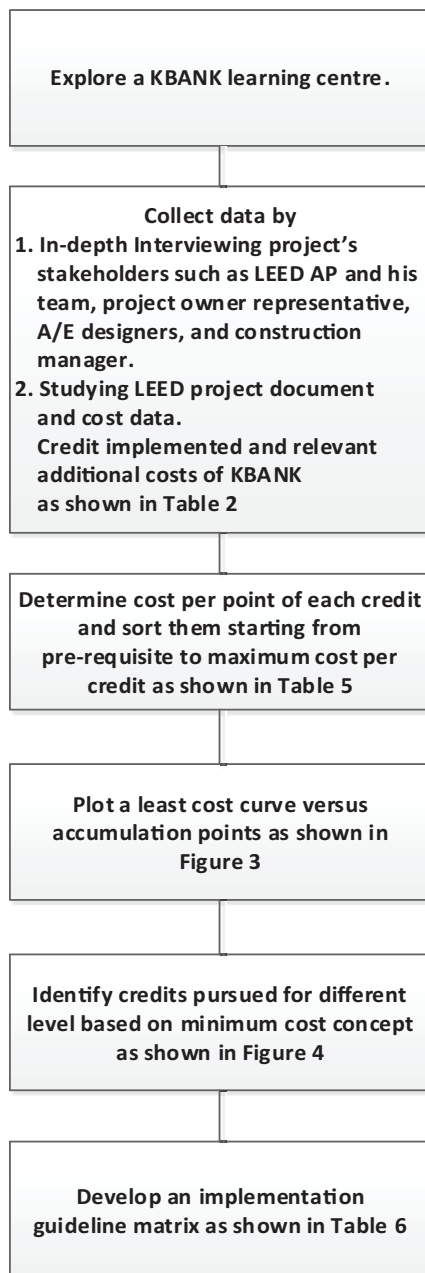 Explore a KBANK learning centre.
Collect data by
1. In-depth Interviewing project's
stakeholders such as LEED AP and his
team, project owner representative,
A/E designers, and construction
manager.
2. Studying LEED project document
and cost data.
Credit implemented and relevant
additional costs of KBANK
as shown in Table 2
Determine cost per point of each credit
and sort them starting from
pre-requisite to maximum cost per
credit as shown in Table 5
Plot a least cost curve versus
accumulation points as shown in
Figure 3
Identify credits pursued for different
level based on minimum cost concept
as shown in Figure 4
Develop an implementation
guideline matrix as shown in Table 6